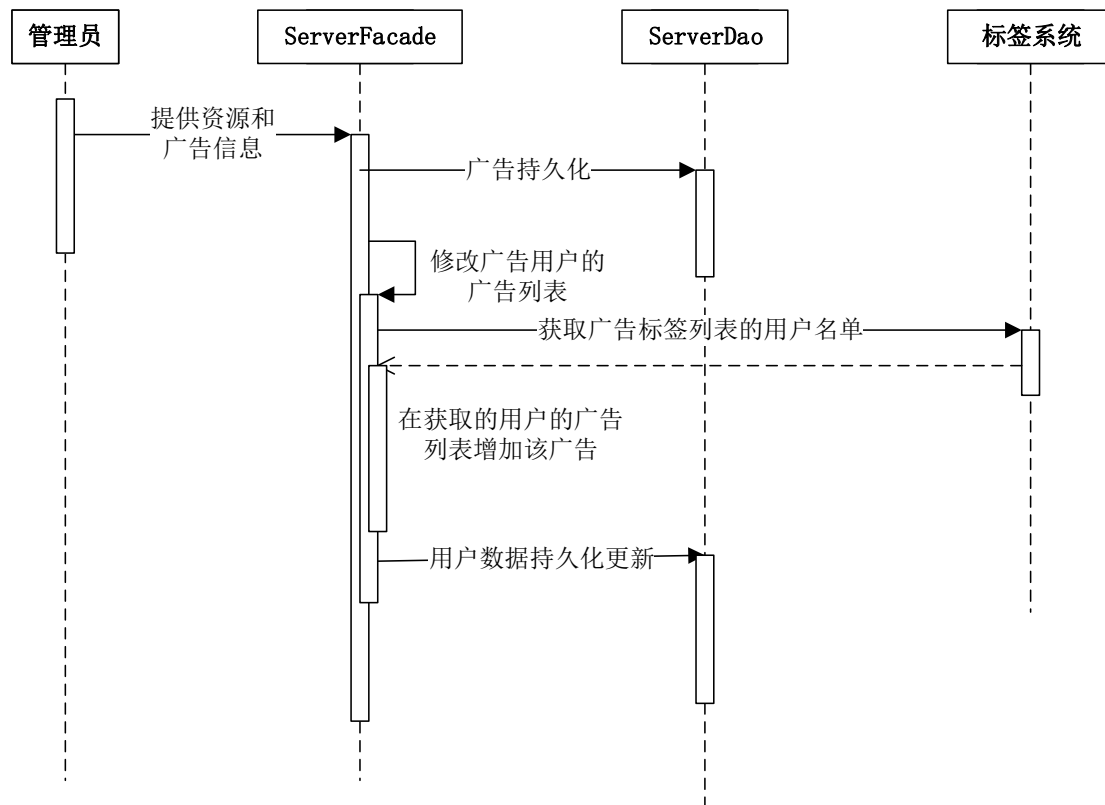 管理员
ServerFacade
ServerDao
标签系统
提供资源和
广告信息
广告持久化
修改广告用户的
广告列表
获取广告标签列表的用户名单
在获取的用户的广告
列表增加该广告
用户数据持久化更新